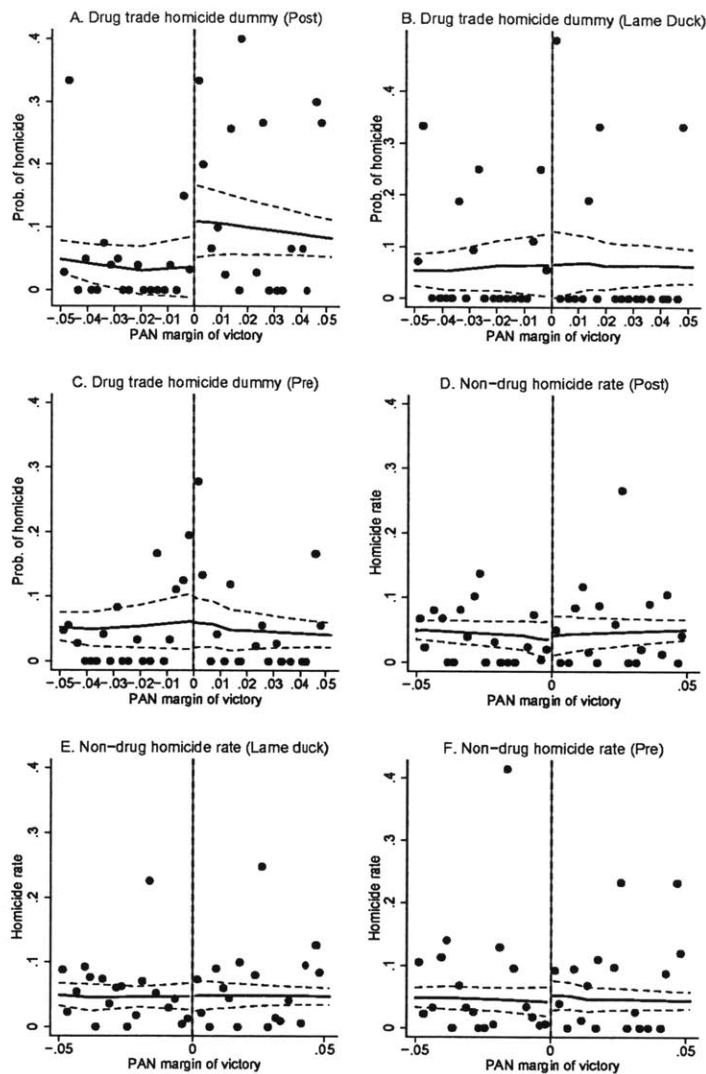 A. Drug trade homicide dummy (Post)
Prob. of homicide
.4
.3
.2
.1
0
-.05 -.04 -.03 -.02 -.01 0 .01 .02 .03 .04 .05
PAN margin of victory
B. Drug trade homicide dummy (Lame Duck)
Prob. of homicide
.4
.3
.2
.1
0
-.05 -.04 -.03 -.02 -.01 0 .01 .02 .03 .04 .05
PAN margin of victory
C. Drug trade homicide dummy (Pre)
Prob. of homicide
.4
.3
.2
.1
0
-.05 -.04 -.03 -.02 -.01 0 .01 .02 .03 .04 .05
PAN margin of victory
D. Non-drug homicide rate (Post)
Homicide rate
.4
.3
.2
.1
0
-.05 0 .05
PAN margin of victory
E. Non-drug homicide rate (Lame duck)
Homicide rate
.4
.3
.2
.1
0
-.05 0 .05
PAN margin of victory
F. Non-drug homicide rate (Pre)
Homicide rate
.4
.3
.2
.1
0
-.05 0 .05
PAN margin of victory